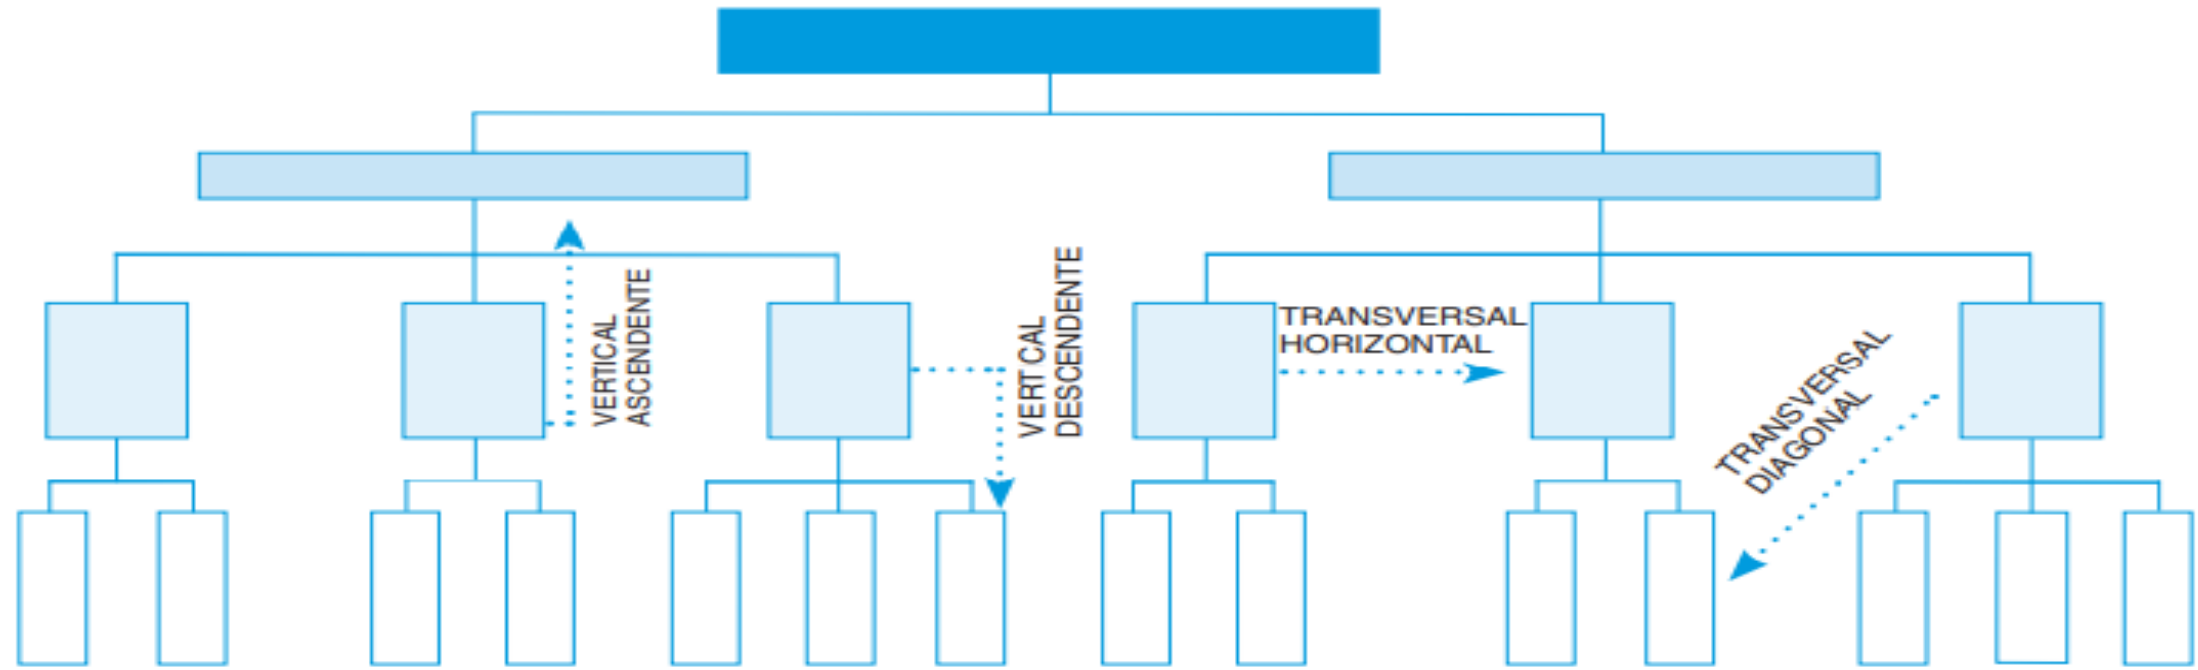 VERTICAL
ASCENDENTE
VERT CAL
DESCENDENTE
TRANSVERSAL
HORIZONTAL
TRANSVERSAL
DIAGONAL